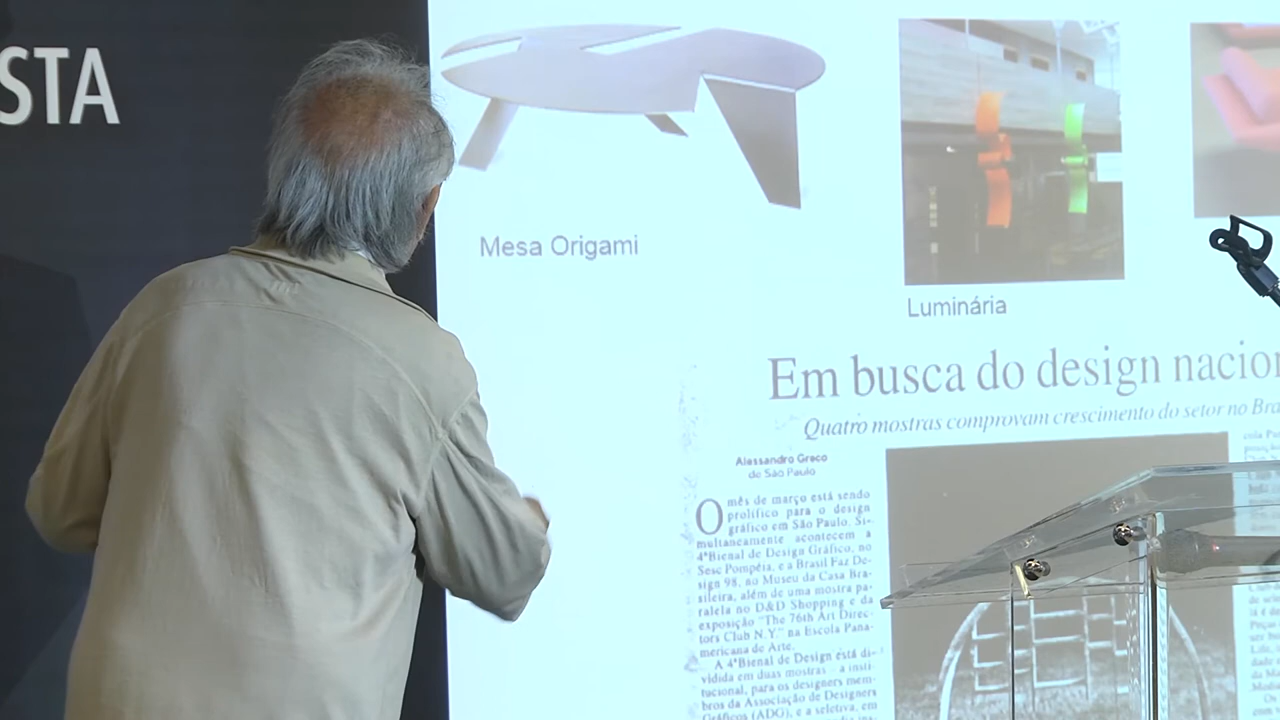 STA
Mesa Origami
Luminária
Em busca do design nacion
Quatro mostras comprovam crescimento do setor no Bra
Alessandro Greco
de São Paulo
O mês de março está sendo
prolífico para o design
gráfico em São Paulo. Si-
multaneamente acontecem a
4ª Bienal de Design Gráfico, no
Sesc Pompéia, e a Brasil Faz De-
sign 98, no Museu da Casa Bra-
sileira, além de uma mostra pa-
ralela no D&D Shopping e da
exposição "The 76th Art Direc-
tors Club N.Y." na Escola Pana-
mericana de Arte.
A 4ª Bienal de Design está di-
vidida em duas mostras - a insti-
tucional, para os designers mem-
bros da Associação de Designers
Gráficos (ADG), e a seletiva, em